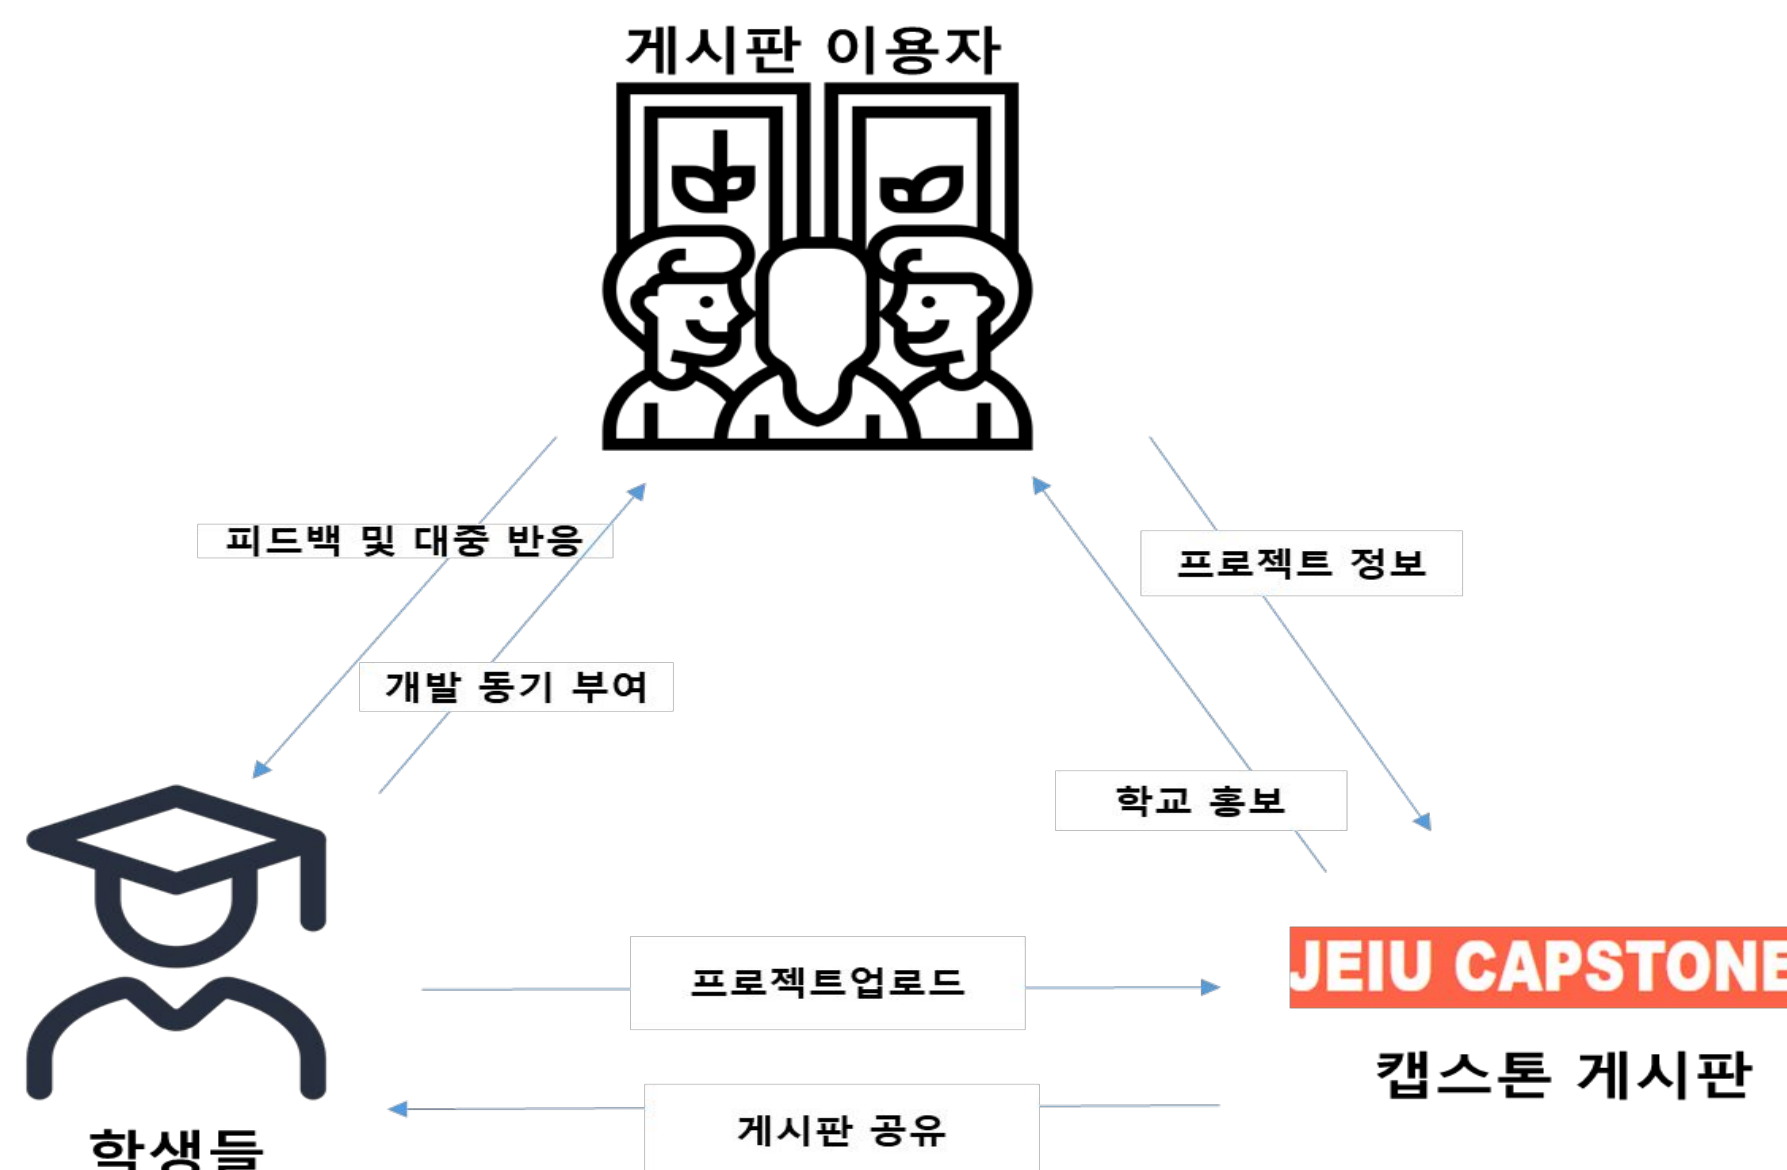 게시판 이용자
피드백 및 대중 반응
프로젝트 정보
개발 동기 부여
학교 홍보
프로젝트업로드
JEIU CAPSTONE
캡스톤 게시판
게시판 공유
학생들